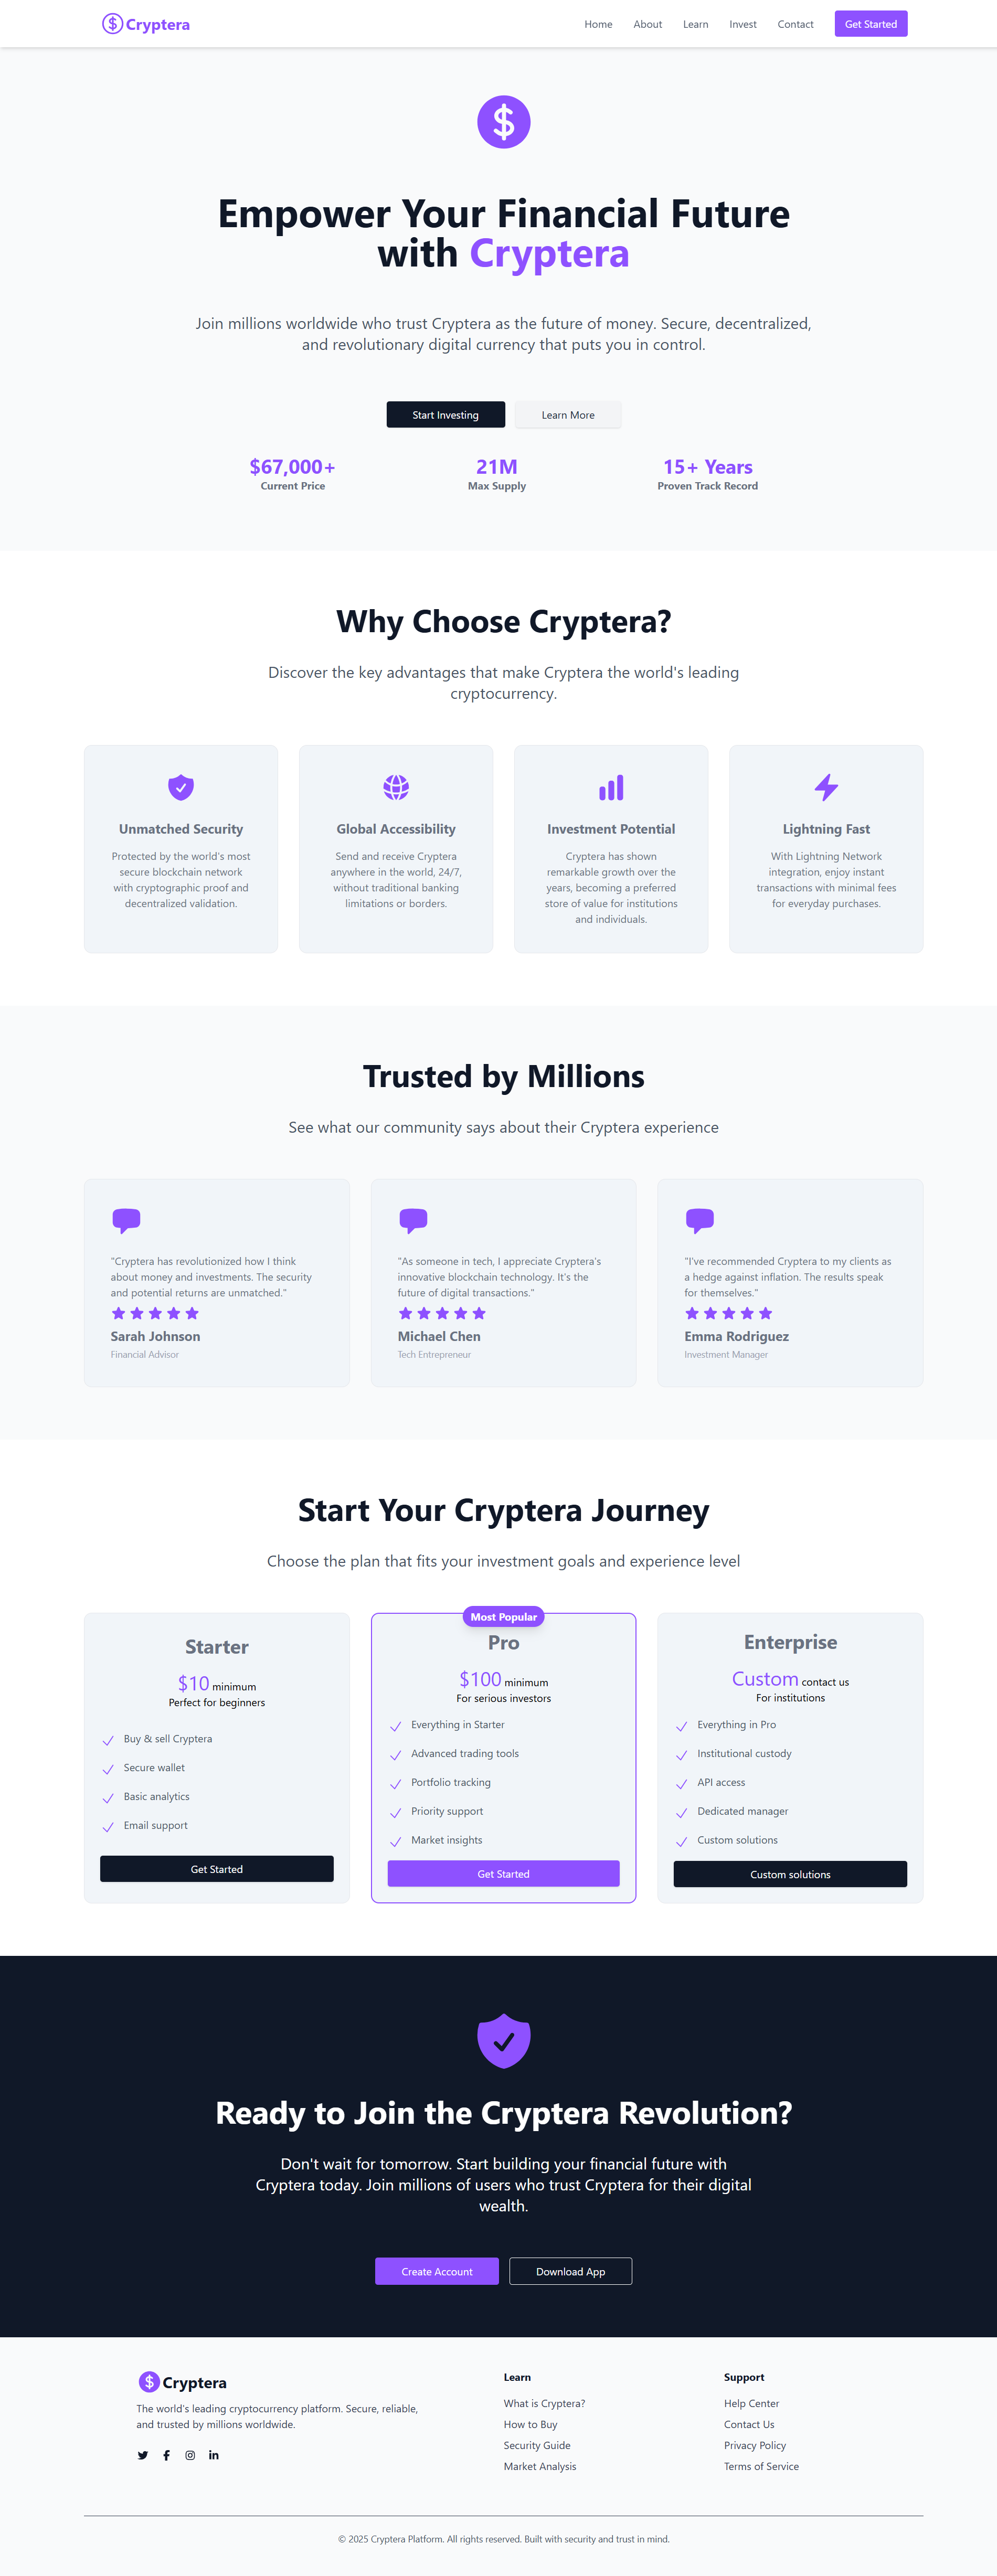 Cryptera
Home About Learn Invest Contact Get Started
Empower Your Financial Future
with Cryptera
Join millions worldwide who trust Cryptera as the future of money. Secure, decentralized,
and revolutionary digital currency that puts you in control.
Start Investing Learn More
$67,000+
Current Price
21M
Max Supply
15+ Years
Proven Track Record
Why Choose Cryptera?
Discover the key advantages that make Cryptera the world's leading
cryptocurrency.
Unmatched Security
Protected by the world's most
secure blockchain network
with cryptographic proof and
decentralized validation.
Global Accessibility
Send and receive Cryptera
anywhere in the world, 24/7,
without traditional banking
limitations or borders.
Investment Potential
Cryptera has shown
remarkable growth over the
years, becoming a preferred
store of value for institutions
and individuals.
Lightning Fast
With Lightning Network
integration, enjoy instant
transactions with minimal fees
for everyday purchases.
Trusted by Millions
See what our community says about their Cryptera experience
"Cryptera has revolutionized how I think
about money and investments. The security
and potential returns are unmatched."
Sarah Johnson
Financial Advisor
"As someone in tech, I appreciate Cryptera's
innovative blockchain technology. It's the
future of digital transactions."
Michael Chen
Tech Entrepreneur
"I've recommended Cryptera to my clients as
a hedge against inflation. The results speak
for themselves."
Emma Rodriguez
Investment Manager
Start Your Cryptera Journey
Choose the plan that fits your investment goals and experience level
Starter
$10 minimum
Perfect for beginners
Buy & sell Cryptera
Secure wallet
Basic analytics
Email support
Get Started
Most Popular
Pro
$100 minimum
For serious investors
Everything in Starter
Advanced trading tools
Portfolio tracking
Priority support
Market insights
Get Started
Enterprise
Custom contact us
For institutions
Everything in Pro
Institutional custody
API access
Dedicated manager
Custom solutions
Custom solutions
Ready to Join the Cryptera Revolution?
Don't wait for tomorrow. Start building your financial future with
Cryptera today. Join millions of users who trust Cryptera for their digital
wealth.
Create Account Download App
Cryptera
The world's leading cryptocurrency platform. Secure, reliable,
and trusted by millions worldwide.
Learn
What is Cryptera?
How to Buy
Security Guide
Market Analysis
Support
Help Center
Contact Us
Privacy Policy
Terms of Service
© 2025 Cryptera Platform. All rights reserved. Built with security and trust in mind.